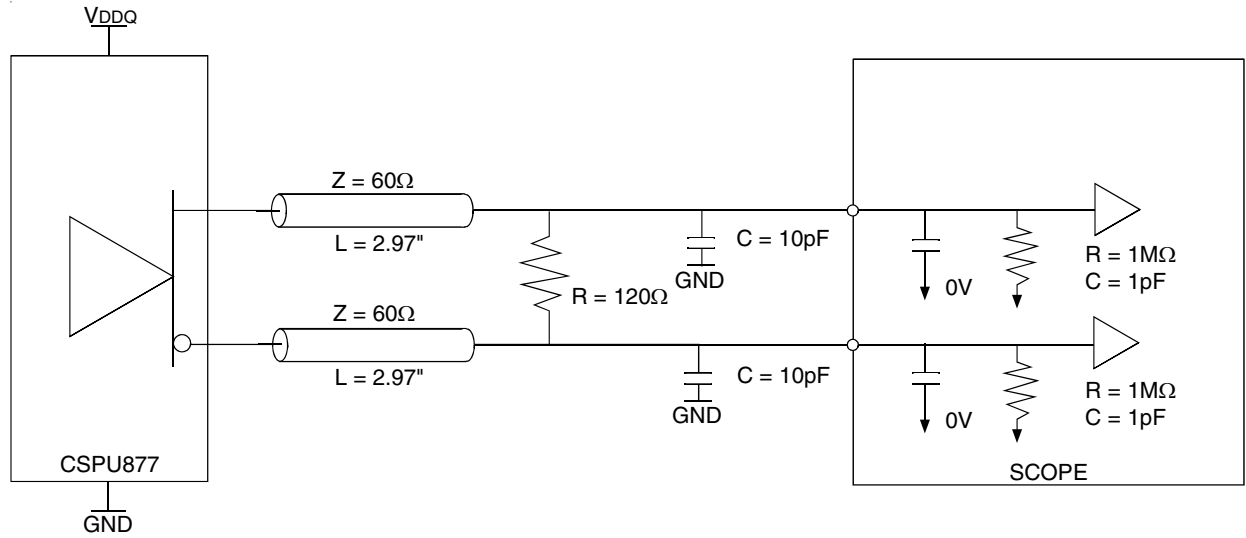 VDDQ
Z = 60Ω
L = 2.97"
C = 10pF
GND
R = 120Ω
0V
R = 1MΩ
C = 1pF
Z = 60Ω
L = 2.97"
C = 10pF
GND
0V
R = 1MΩ
C = 1pF
CSPU877
SCOPE
GND